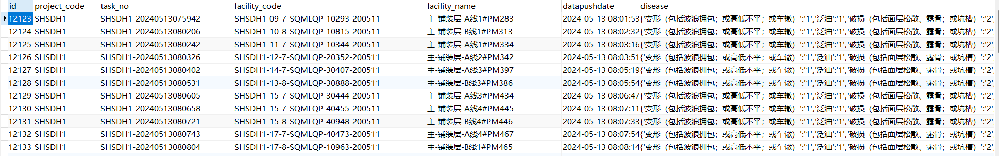 id project_code task_no facility_code facility_name datapushdate disease
12123 SHSDH1 SHSDH1-20240513075942 SHSDH1-09-7-SQMLQP-10293-200511 主-铺装层-A线1#PM283 2024-05-13 08:01:53 {'变形（包括波浪拥包；或高低不平；或车辙）':'1','泛油':'1','破损（包括面层松散、露骨；或坑槽）':'2',
12124 SHSDH1 SHSDH1-20240513080206 SHSDH1-10-8-SQMLQP-10815-200511 主-铺装层-B线1#PM313 2024-05-13 08:02:32 {'变形（包括波浪拥包；或高低不平；或车辙）':'1','泛油':'1','破损（包括面层松散、露骨；或坑槽）':'2',
12125 SHSDH1 SHSDH1-20240513080242 SHSDH1-11-7-SQMLQP-10344-200511 主-铺装层-A线1#PM334 2024-05-13 08:03:16 {'变形（包括波浪拥包；或高低不平；或车辙）':'1','泛油':'1','破损（包括面层松散、露骨；或坑槽）':'2',
12126 SHSDH1 SHSDH1-20240513080326 SHSDH1-12-7-SQMLQP-20352-200511 主-铺装层-A线2#PM342 2024-05-13 08:03:51 {'变形（包括波浪拥包；或高低不平；或车辙）':'1','泛油':'1','破损（包括面层松散、露骨；或坑槽）':'2',
12127 SHSDH1 SHSDH1-20240513080402 SHSDH1-14-7-SQMLQP-30407-200511 主-铺装层-A线3#PM397 2024-05-13 08:05:19 {'变形（包括波浪拥包；或高低不平；或车辙）':'1','泛油':'1','破损（包括面层松散、露骨；或坑槽）':'2',
12128 SHSDH1 SHSDH1-20240513080531 SHSDH1-13-8-SQMLQP-30888-200511 主-铺装层-B线3#PM386 2024-05-13 08:05:54 {'变形（包括波浪拥包；或高低不平；或车辙）':'1','泛油':'1','破损（包括面层松散、露骨；或坑槽）':'2',
12129 SHSDH1 SHSDH1-20240513080605 SHSDH1-15-7-SQMLQP-30444-200511 主-铺装层-A线3#PM434 2024-05-13 08:06:47 {'变形（包括波浪拥包；或高低不平；或车辙）':'1','泛油':'1','破损（包括面层松散、露骨；或坑槽）':'2',
12130 SHSDH1 SHSDH1-20240513080658 SHSDH1-15-7-SQMLQP-40455-200511 主-铺装层-A线4#PM445 2024-05-13 08:07:11 {'变形（包括波浪拥包；或高低不平；或车辙）':'1','泛油':'1','破损（包括面层松散、露骨；或坑槽）':'2',
12131 SHSDH1 SHSDH1-20240513080721 SHSDH1-15-8-SQMLQP-40948-200511 主-铺装层-B线4#PM446 2024-05-13 08:07:33 {'变形（包括波浪拥包；或高低不平；或车辙）':'1','泛油':'1','破损（包括面层松散、露骨；或坑槽）':'2',
12132 SHSDH1 SHSDH1-20240513080743 SHSDH1-17-7-SQMLQP-40473-200511 主-铺装层-A线4#PM467 2024-05-13 08:07:54 {'变形（包括波浪拥包；或高低不平；或车辙）':'1','泛油':'1','破损（包括面层松散、露骨；或坑槽）':'2',
12133 SHSDH1 SHSDH1-20240513080804 SHSDH1-17-8-SQMLQP-10963-200511 主-铺装层-B线1#PM465 2024-05-13 08:08:14 {'变形（包括波浪拥包；或高低不平；或车辙）':'1','泛油':'1','破损（包括面层松散、露骨；或坑槽）':'2',